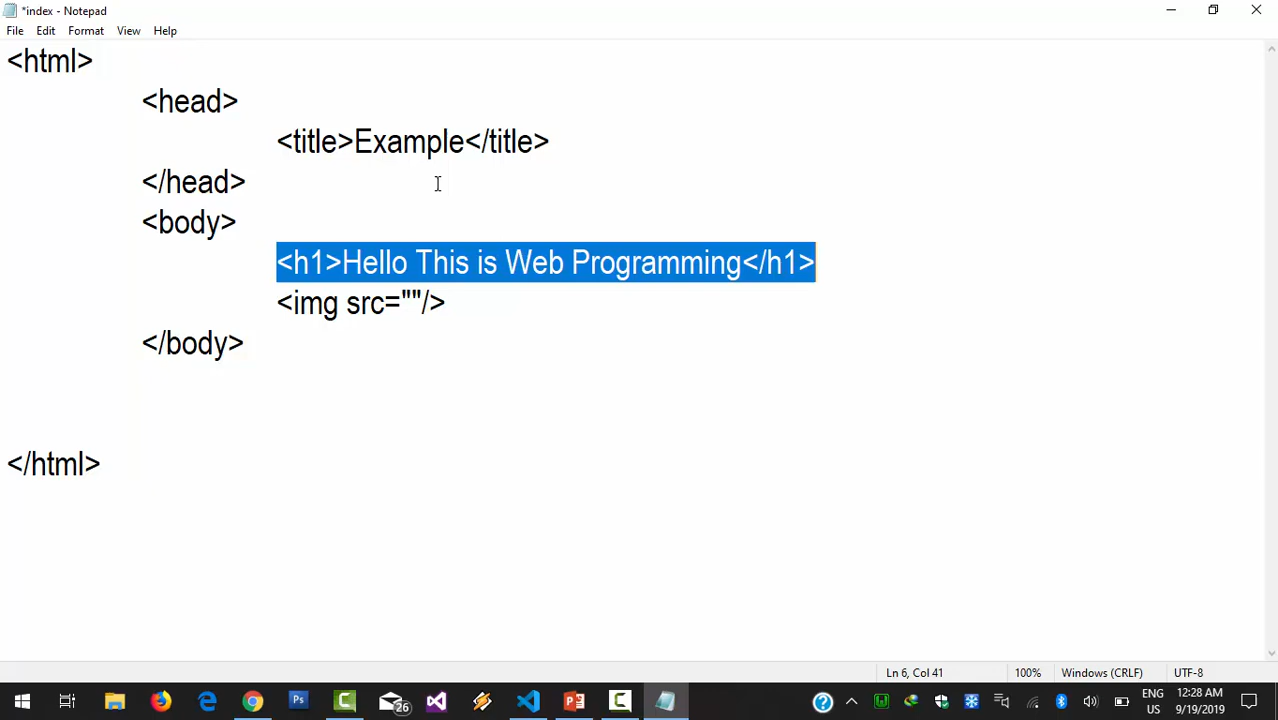 *index - Notepad
File Edit Format View Help
<html>
<head>
<title>Example</title>
</head>
<body>
<h1>Hello This is Web Programming</h1>
<img src=""/>
</body>
</html>
Ln 6, Col 41 100% Windows (CRLF) UTF-8
26 ENG 12:28 AM
US 9/19/2019